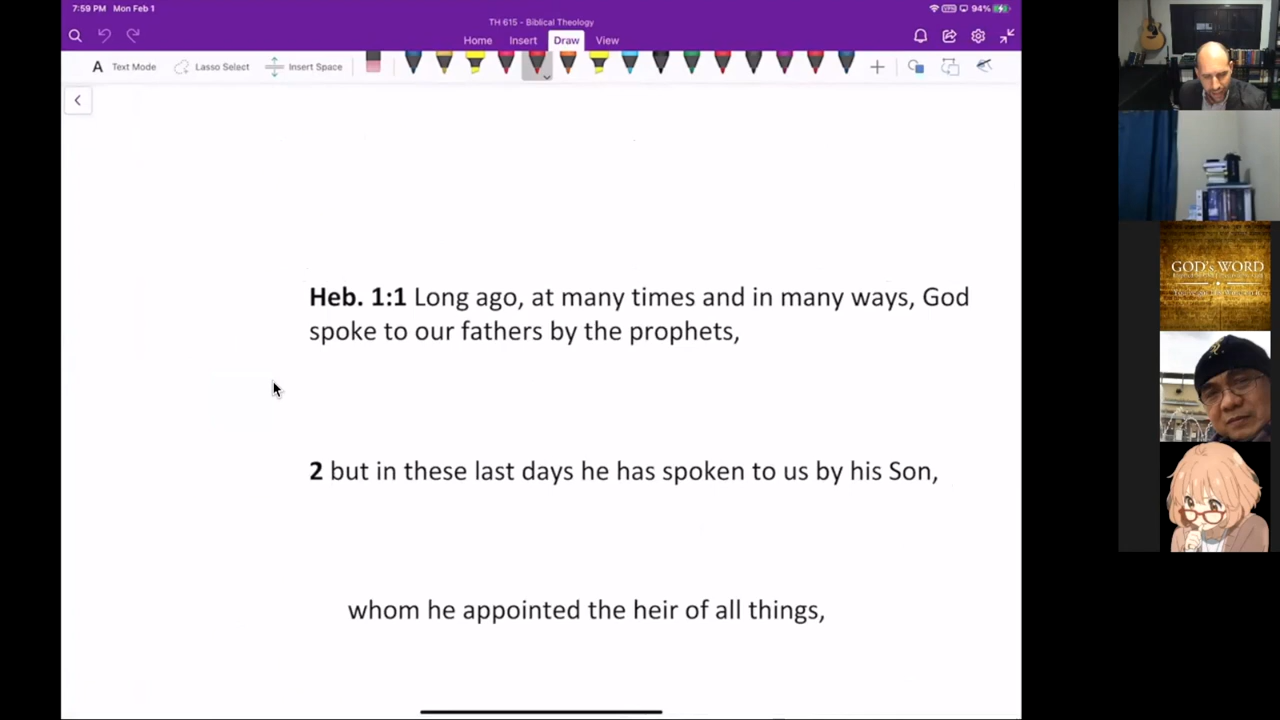 7:59 PM Mon Feb 1
VPN 94%
TH 615 - Biblical Theology
Home Insert Draw View
A Text Mode Lasso Select Insert Space
GOD's WORD
Heb. 1:1 Long ago, at many times and in many ways, God
spoke to our fathers by the prophets,
2 but in these last days he has spoken to us by his Son,
whom he appointed the heir of all things,